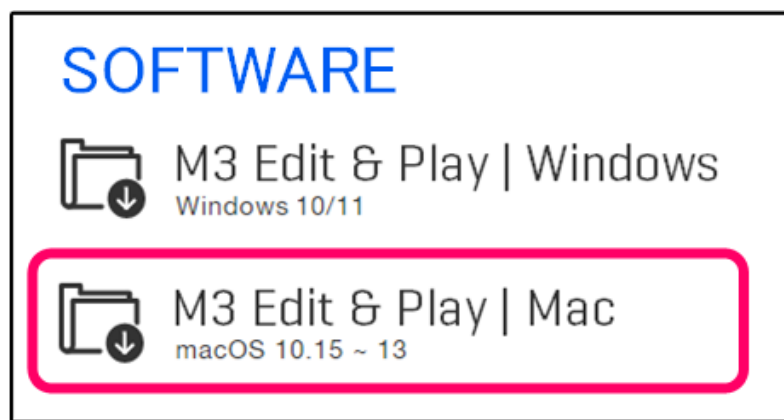 SOFTWARE
M3 Edit & Play | Windows
Windows 10/11
M3 Edit & Play | Mac
macOS 10.15 ~ 13